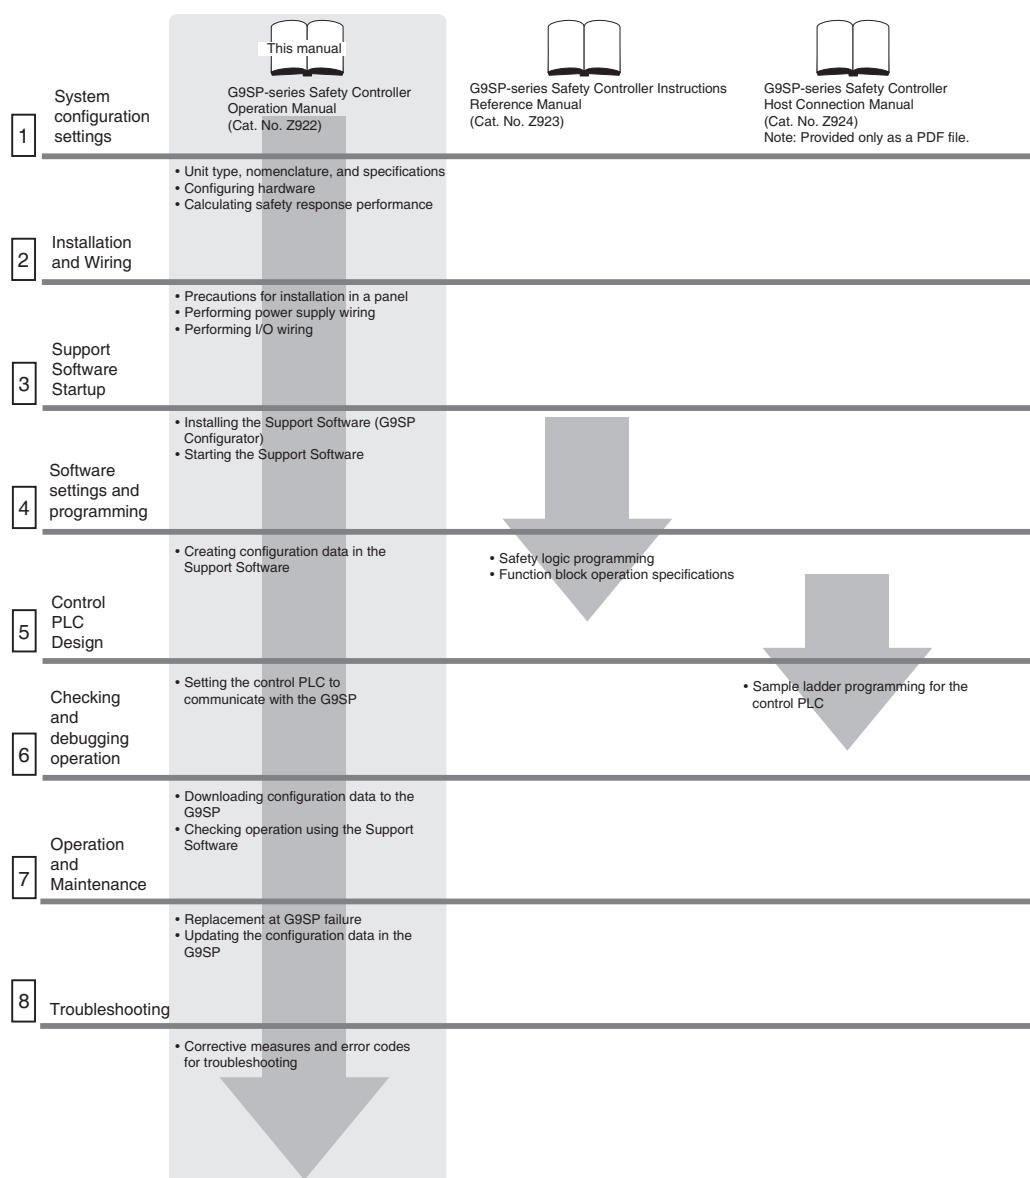 This manual
G9SP-series Safety Controller
Operation Manual
(Cat. No. Z922)
G9SP-series Safety Controller Instructions
Reference Manual
(Cat. No. Z923)
G9SP-series Safety Controller
Host Connection Manual
(Cat. No. Z924)
Note: Provided only as a PDF file.
1
System
configuration
settings
• Unit type, nomenclature, and specifications
• Configuring hardware
• Calculating safety response performance
2
Installation
and Wiring
• Precautions for installation in a panel
• Performing power supply wiring
• Performing I/O wiring
3
Support
Software
Startup
• Installing the Support Software (G9SP
Configurator)
• Starting the Support Software
4
Software
settings and
programming
• Creating configuration data in the
Support Software
• Safety logic programming
• Function block operation specifications
5
Control
PLC
Design
• Setting the control PLC to
communicate with the G9SP
• Sample ladder programming for the
control PLC
6
Checking
and
debugging
operation
• Downloading configuration data to the
G9SP
• Checking operation using the Support
Software
7
Operation
and
Maintenance
• Replacement at G9SP failure
• Updating the configuration data in the
G9SP
8
Troubleshooting
• Corrective measures and error codes
for troubleshooting